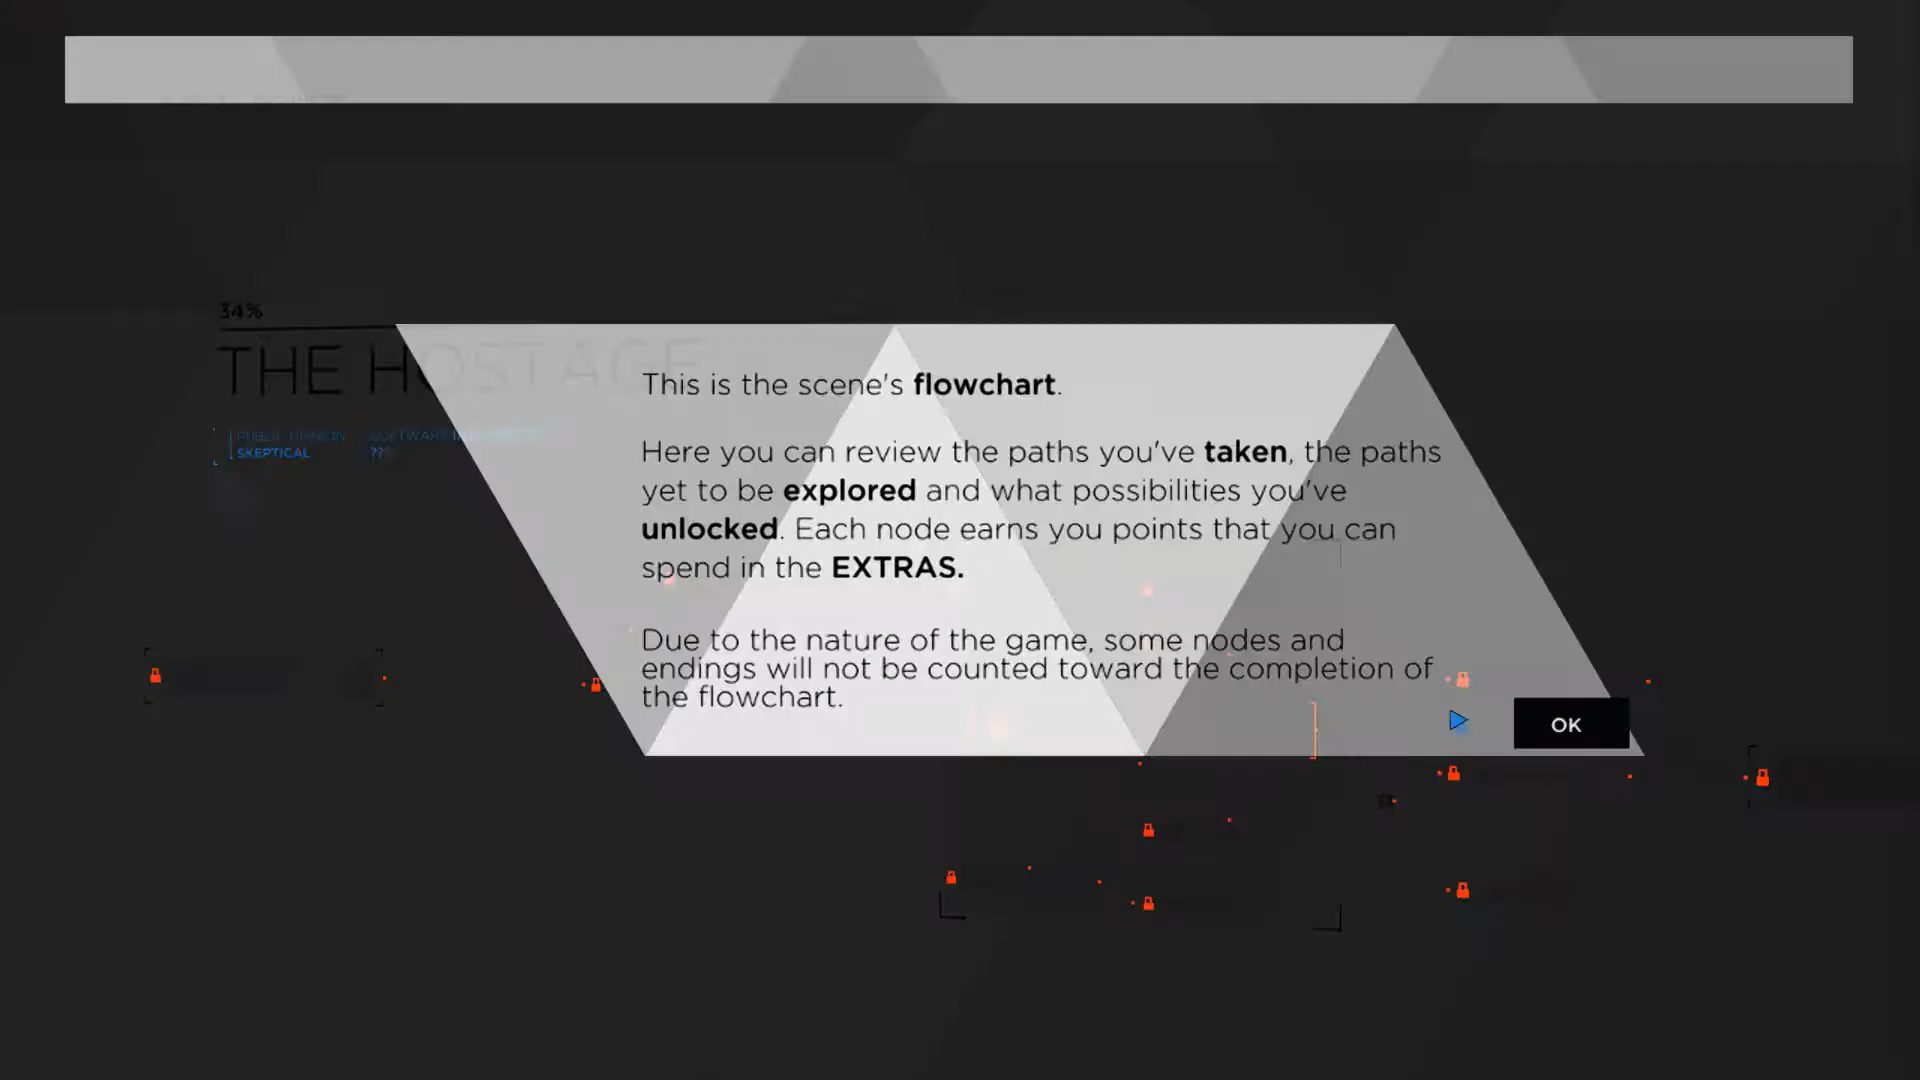 34%
THE HOSTAGE
PUBLIC OPINION
SKEPTICAL
??
This is the scene's flowchart.
Here you can review the paths you've taken, the paths
yet to be explored and what possibilities you've
unlocked. Each node earns you points that you can
spend in the EXTRAS.
Due to the nature of the game, some nodes and
endings will not be counted toward the completion of
the flowchart.
OK